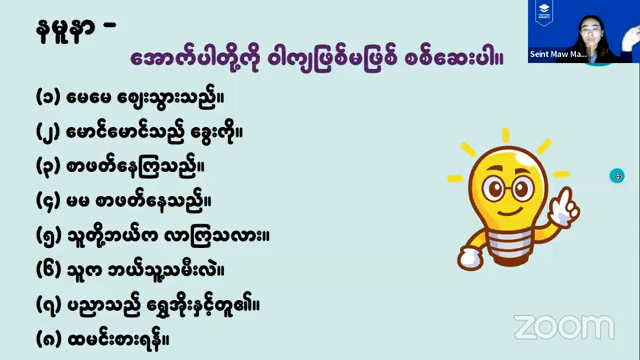 နမူနာ -
အောက်ပါတို့ကို ဝါကျဖြစ်မဖြစ် စစ်ဆေးပါ။
(၁) မေမေ ဈေးသွားသည်။
(၂) မောင်မောင်သည် ခွေးကို။
(၃) စာဖတ်နေကြသည်။
(၄) မမ စာဖတ်နေသည်။
(၅) သူတို့ဘယ်က လာကြသလား။
(၆) သူက ဘယ်သူ့သမီးလဲ။
(၇) ပညာသည် ရွှေအိုးနှင့်တူ၏။
(၈) ထမင်းစားရန်။
Seint Maw Ma...
zoom